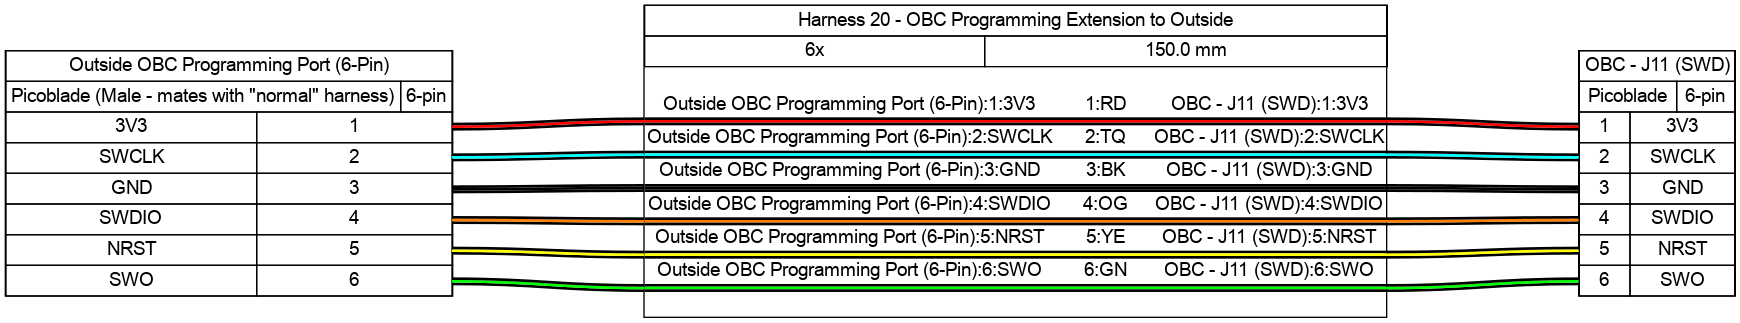 Harness 20 - OBC Programming Extension to Outside
6x 150.0 mm
Outside OBC Programming Port (6-Pin)
Picoblade (Male - mates with "normal" harness) 6-pin
3V3 1
SWCLK 2
GND 3
SWDIO 4
NRST 5
SWO 6
Outside OBC Programming Port (6-Pin):1:3V3 1:RD OBC - J11 (SWD):1:3V3
Outside OBC Programming Port (6-Pin):2:SWCLK 2:TQ OBC - J11 (SWD):2:SWCLK
Outside OBC Programming Port (6-Pin):3:GND 3:BK OBC - J11 (SWD):3:GND
Outside OBC Programming Port (6-Pin):4:SWDIO 4:OG OBC - J11 (SWD):4:SWDIO
Outside OBC Programming Port (6-Pin):5:NRST 5:YE OBC - J11 (SWD):5:NRST
Outside OBC Programming Port (6-Pin):6:SWO 6:GN OBC - J11 (SWD):6:SWO
OBC - J11 (SWD)
Picoblade 6-pin
1 3V3
2 SWCLK
3 GND
4 SWDIO
5 NRST
6 SWO